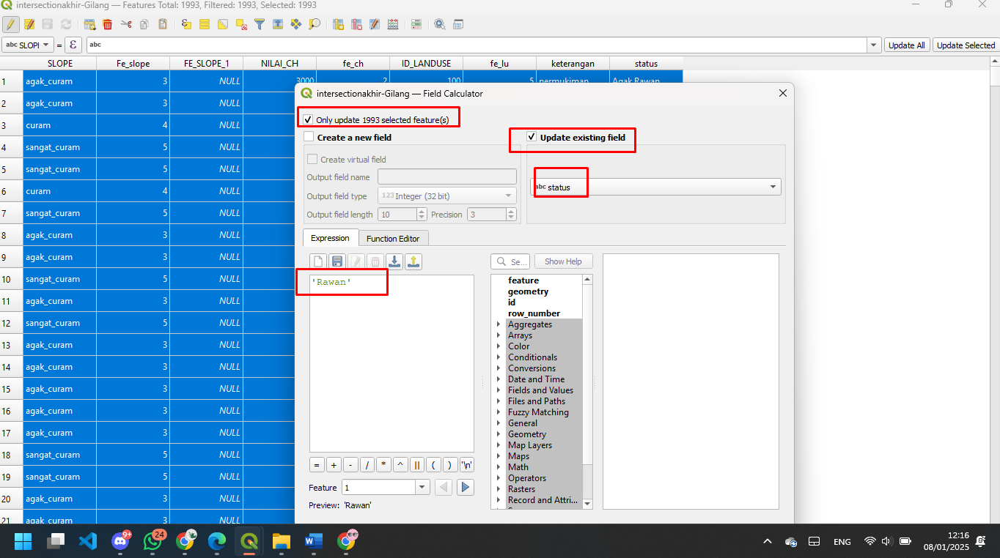 intersectionakhir-Gilang — Features Total: 1993, Filtered: 1993, Selected: 1993
abc SLOPI = ε abc Update All Update Selected
SLOPE Fe_slope FE_SLOPE_1 NILAI_CH fe_ch ID_LANDUSE fe_lu keterangan status
1 agak_curam 3 NULL 3000 2 100 5 permukiman Agak Rawan
2 agak_curam 3 NULL
3 curam 4 NULL
4 sangat_curam 5 NULL
5 sangat_curam 5 NULL
6 curam 4 NULL
7 sangat_curam 5 NULL
8 agak_curam 3 NULL
9 agak_curam 3 NULL
10 sangat_curam 5 NULL
11 agak_curam 3 NULL
12 sangat_curam 5 NULL
13 agak_curam 3 NULL
14 agak_curam 3 NULL
15 agak_curam 3 NULL
16 agak_curam 3 NULL
17 agak_curam 3 NULL
18 sangat_curam 5 NULL
19 sangat_curam 5 NULL
20 agak_curam 3 NULL
21 agak_curam 3 NULL
intersectionakhir-Gilang — Field Calculator
Only update 1993 selected feature(s)
Create a new field
Update existing field
Create virtual field
Output field name
abc status
Output field type 123 Integer (32 bit)
Output field length 10 Precision 3
Expression Function Editor
Se... Show Help
'Rawan'
feature
geometry
id
row_number
Aggregates
Arrays
Color
Conditionals
Conversions
Date and Time
Fields and Values
Files and Paths
Fuzzy Matching
General
Geometry
Map Layers
Maps
Math
Operators
Rasters
Record and Attri...
= + - / * ^ || ( ) '\n'
Feature 1
Preview: 'Rawan'
9+ 24
ENG
12:16
08/01/2025